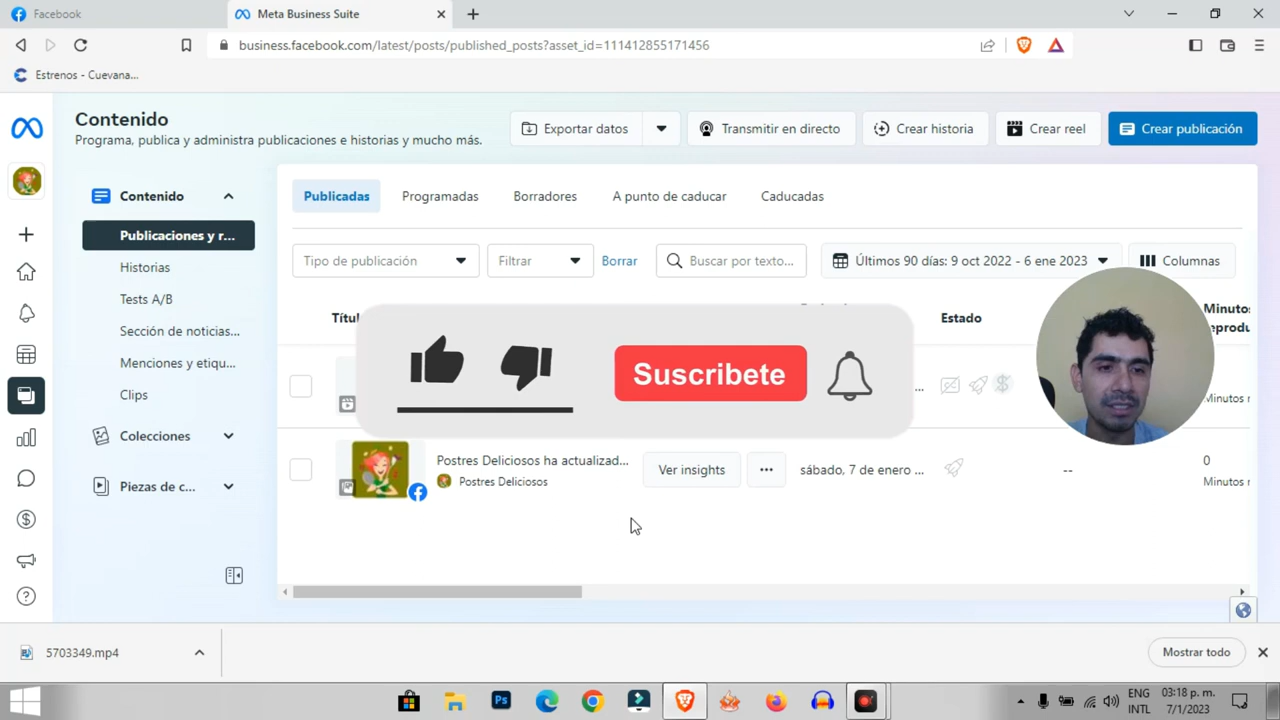 Facebook
Meta Business Suite
business.facebook.com/latest/posts/published_posts?asset_id=111412855171456
Estrenos - Cuevana...
Contenido
Programa, publica y administra publicaciones e historias y mucho más.
Exportar datos
Transmitir en directo
Crear historia
Crear reel
Crear publicación
Contenido
Publicaciones y r...
Historias
Tests A/B
Sección de noticias...
Menciones y etiqu...
Clips
Colecciones
Piezas de c...
Publicadas
Programadas
Borradores
A punto de caducar
Caducadas
Tipo de publicación
Filtrar
Borrar
Buscar por texto...
Últimos 90 días: 9 oct 2022 - 6 ene 2023
Columnas
Estado
Minutos
Suscribete
Postres Deliciosos ha actualizad...
Postres Deliciosos
Ver insights
sábado, 7 de enero ...
--
0
5703349.mp4
Mostrar todo
ENG
INTL
03:18 p. m.
7/1/2023